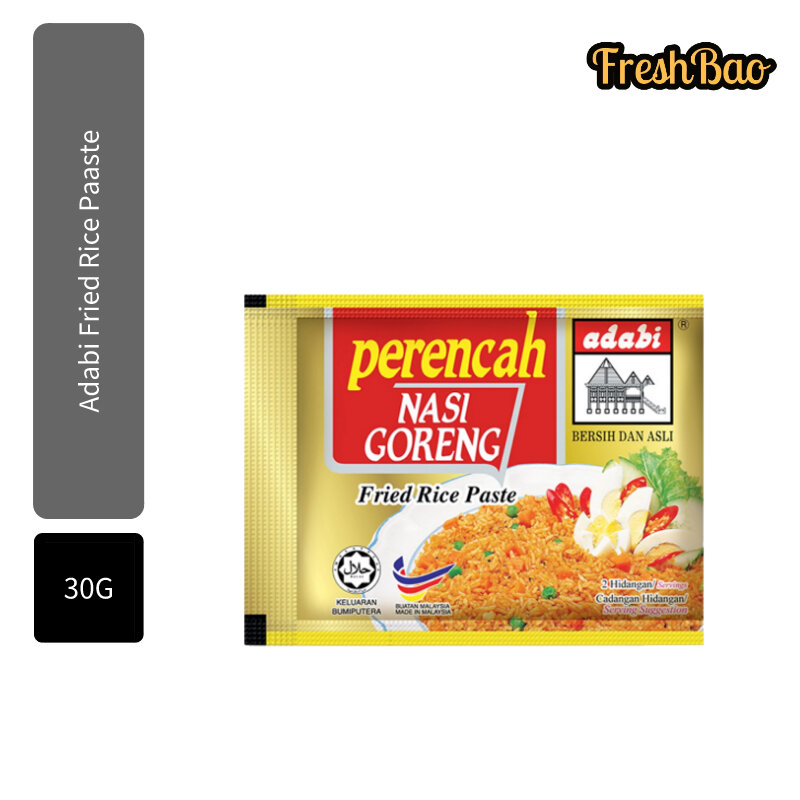 FreshBao
Adabi Fried Rice Paaste
30G
perencah
NASI
GORENG
Fried Rice Paste
adabi
®
BERSIH DAN ASLI
حلال
KELUARAN
BUMIPUTERA
BUATAN MALAYSIA
MADE IN MALAYSIA
2 Hidangan/Servings
Cadangan Hidangan/
Serving Suggestion